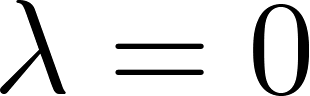 λ = 0